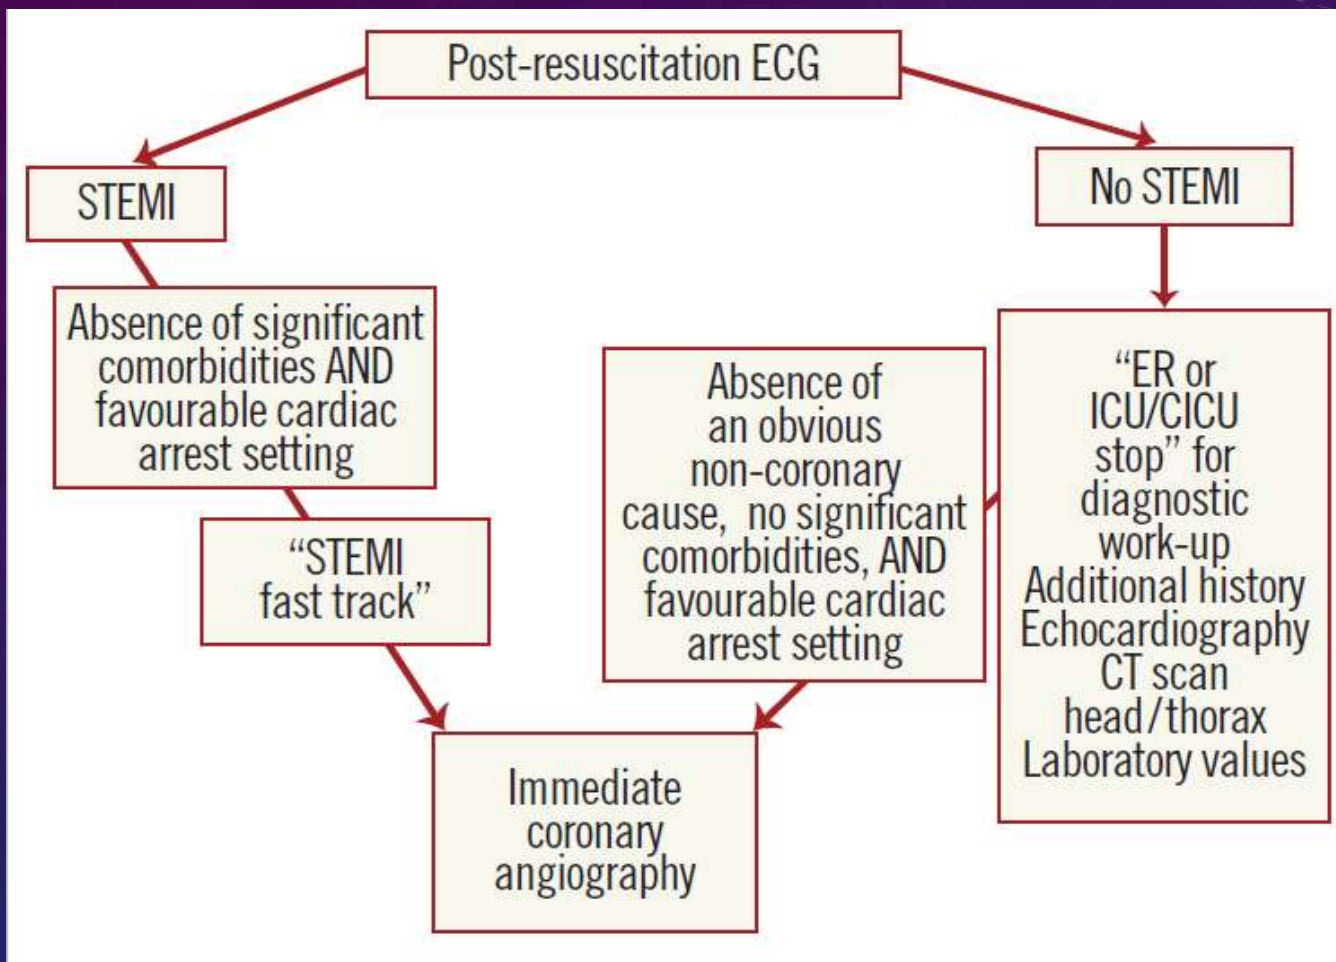 Post-resuscitation ECG
STEMI
No STEMI
Absence of significant
comorbidities AND
favourable cardiac
arrest setting
“STEMI
fast track”
Absence of
an obvious
non-coronary
cause, no significant
comorbidities, AND
favourable cardiac
arrest setting
“ER or
ICU/CICU
stop” for
diagnostic
work-up
Additional history
Echocardiography
CT scan
head/thorax
Laboratory values
Immediate
coronary
angiography